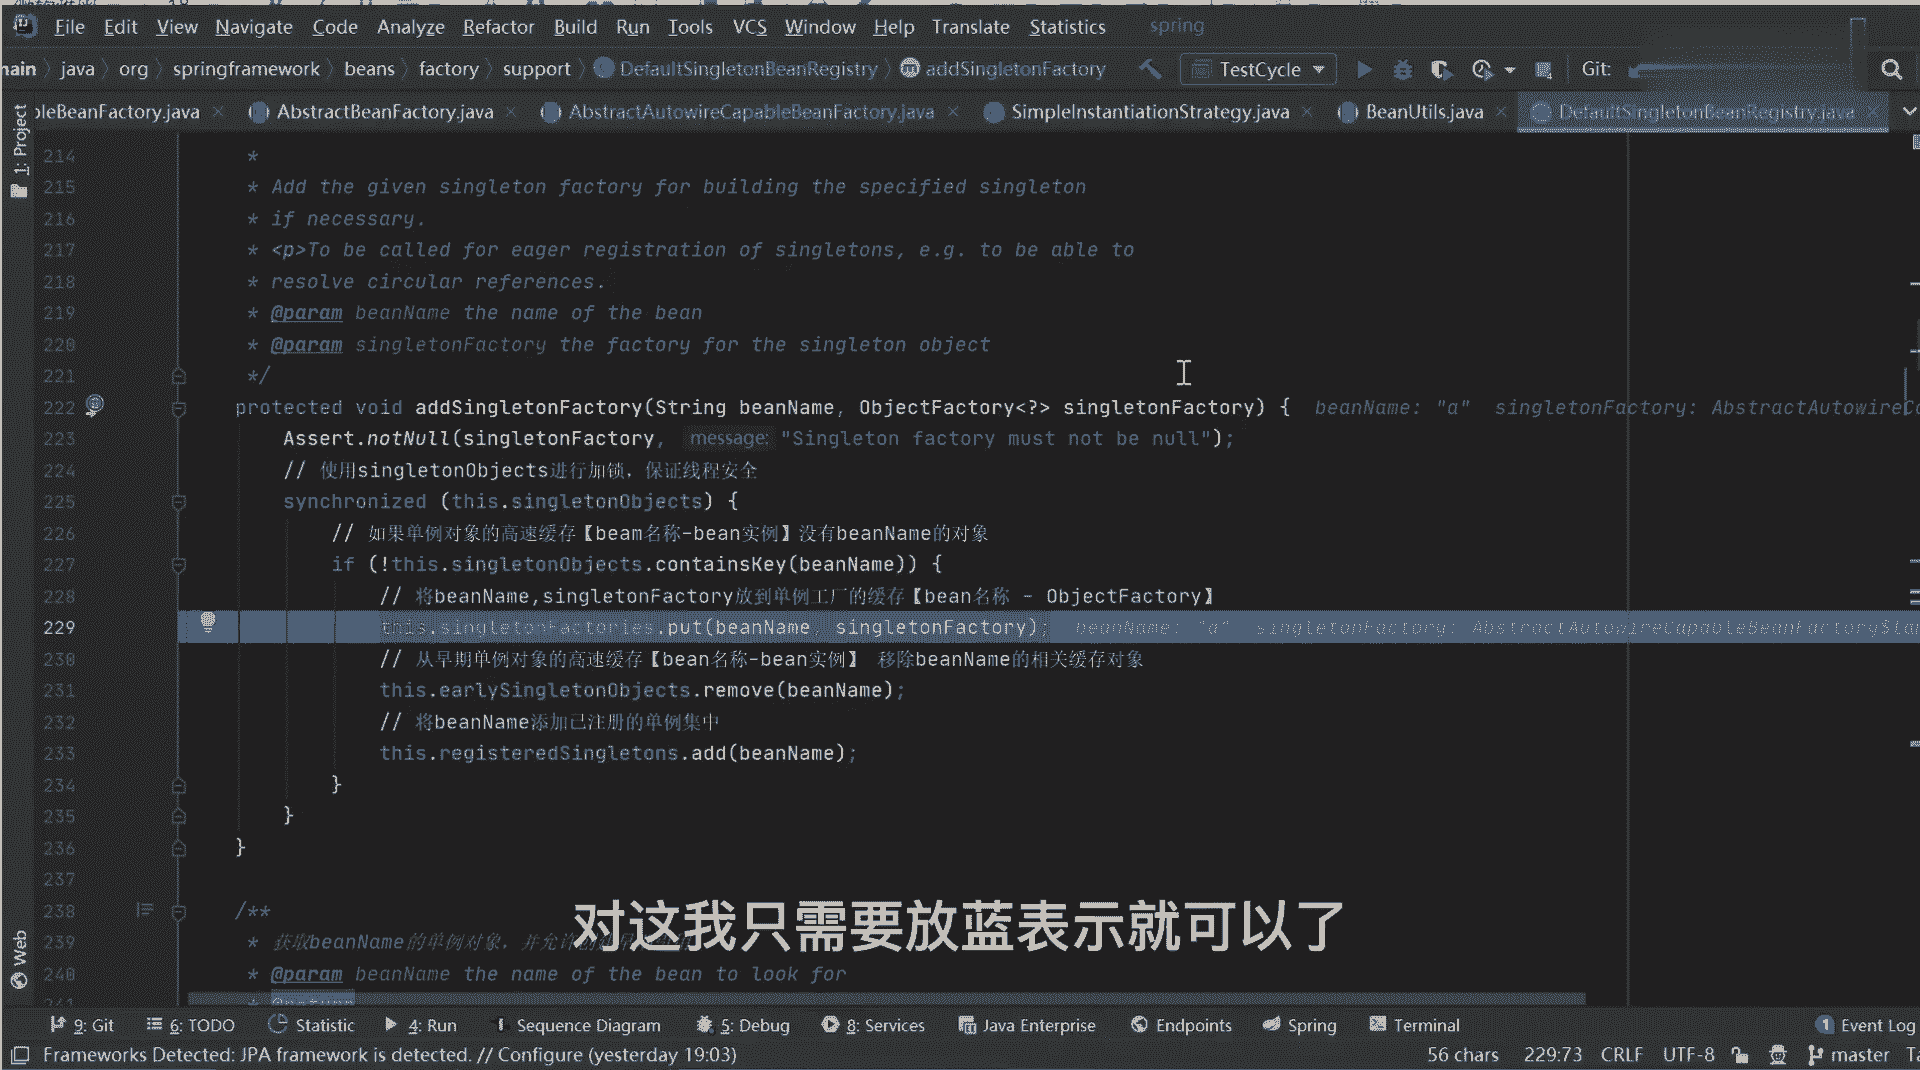 File Edit View Navigate Code Analyze Refactor Build Run Tools VCS Window Help Translate Statistics spring
main java org springframework beans factory support DefaultSingletonBeanRegistry addSingletonFactory TestCycle Git:
bleBeanFactory.java AbstractBeanFactory.java AbstractAutowireCapableBeanFactory.java SimpleInstantiationStrategy.java BeanUtils.java DefaultSingletonBeanRegistry.java
1: Project
214 *
215 * Add the given singleton factory for building the specified singleton
216 * if necessary.
217 * <p>To be called for eager registration of singletons, e.g. to be able to
218 * resolve circular references.
219 * @param beanName the name of the bean
220 * @param singletonFactory the factory for the singleton object
221 */
222 protected void addSingletonFactory(String beanName, ObjectFactory<?> singletonFactory) { beanName: "a" singletonFactory: AbstractAutowireCa
223 Assert.notNull(singletonFactory, message: "Singleton factory must not be null");
224 // 使用singletonObjects进行加锁，保证线程安全
225 synchronized (this.singletonObjects) {
226 // 如果单例对象的高速缓存【beam名称-bean实例】没有beanName的对象
227 if (!this.singletonObjects.containsKey(beanName)) {
228 // 将beanName,singletonFactory放到单例工厂的缓存【bean名称 - ObjectFactory】
229 this.singletonFactories.put(beanName, singletonFactory); beanName: "a" singletonFactory: AbstractAutowireCapableBeanFactory$lam
230 // 从早期单例对象的高速缓存【bean名称-bean实例】 移除beanName的相关缓存对象
231 this.earlySingletonObjects.remove(beanName);
232 // 将beanName添加已注册的单例集中
233 this.registeredSingletons.add(beanName);
234 }
235 }
236 }
237
238 /**
239 * 获取beanName的单例对象，并允许
对这我只需要放蓝表示就可以了
240 * @param beanName the name of the bean to look for
241 * @return
Web
9: Git 6: TODO Statistic 4: Run Sequence Diagram 5: Debug 8: Services Java Enterprise Endpoints Spring Terminal 1 Event Log
Frameworks Detected: JPA framework is detected. // Configure (yesterday 19:03) 56 chars 229:73 CRLF UTF-8 master Ta